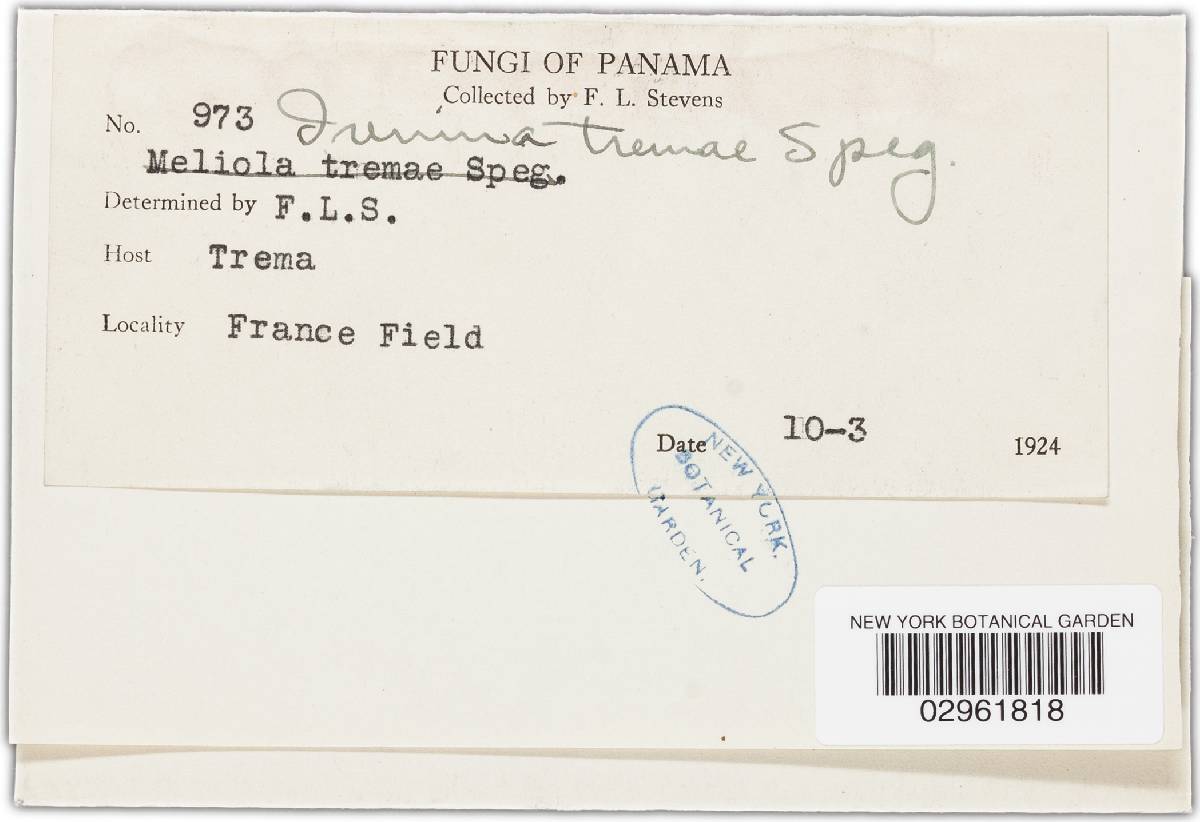 FUNGI OF PANAMA
Collected by F. L. Stevens
No. 973 Irenina tremae Speg.
Meliola tremae Speg.
Determined by F.L.S.
Host Trema
Locality France Field
Date 10-3 1924
NEW YORK
BOTANICAL
GARDEN.
NEW YORK BOTANICAL GARDEN
02961818